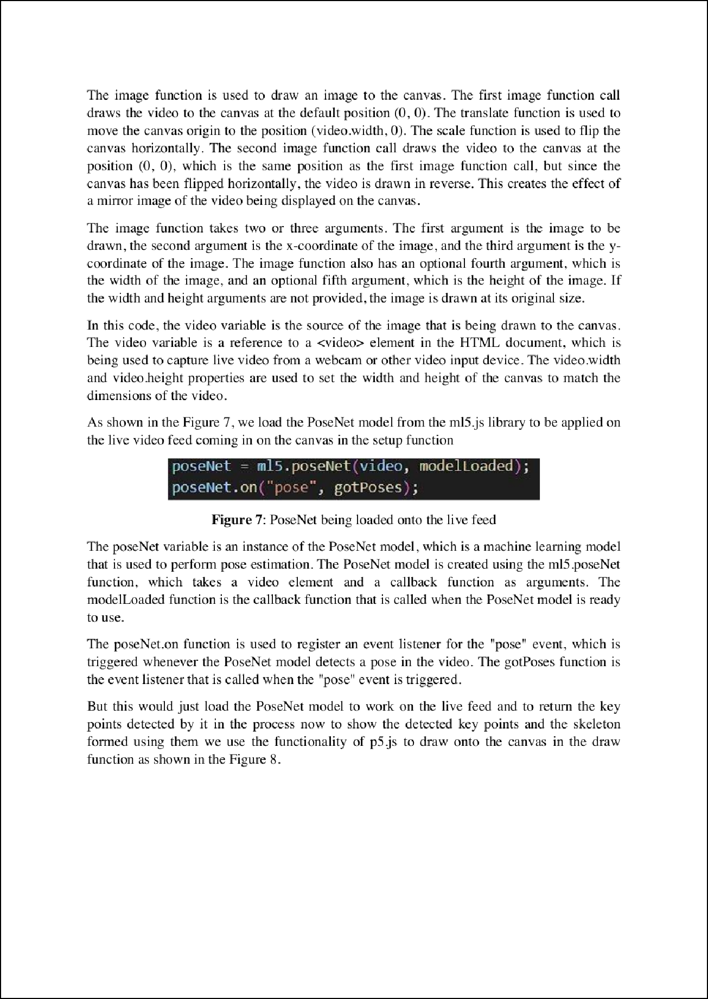 The image function is used to draw an image to the canvas. The first image function call
draws the video to the canvas at the default position (0, 0). The translate function is used to
move the canvas origin to the position (video.width, 0). The scale function is used to flip the
canvas horizontally. The second image function call draws the video to the canvas at the
position (0, 0), which is the same position as the first image function call, but since the
canvas has been flipped horizontally, the video is drawn in reverse. This creates the effect of
a mirror image of the video being displayed on the canvas.
The image function takes two or three arguments. The first argument is the image to be
drawn, the second argument is the x-coordinate of the image, and the third argument is the y-
coordinate of the image. The image function also has an optional fourth argument, which is
the width of the image, and an optional fifth argument, which is the height of the image. If
the width and height arguments are not provided, the image is drawn at its original size.
In this code, the video variable is the source of the image that is being drawn to the canvas.
The video variable is a reference to a <video> element in the HTML document, which is
being used to capture live video from a webcam or other video input device. The video.width
and video.height properties are used to set the width and height of the canvas to match the
dimensions of the video.
As shown in the Figure 7, we load the PoseNet model from the ml5.js library to be applied on
the live video feed coming in on the canvas in the setup function
poseNet = ml5.poseNet(video, modelLoaded);
poseNet.on("pose", gotPoses);
Figure 7: PoseNet being loaded onto the live feed
The poseNet variable is an instance of the PoseNet model, which is a machine learning model
that is used to perform pose estimation. The PoseNet model is created using the ml5.poseNet
function, which takes a video element and a callback function as arguments. The
modelLoaded function is the callback function that is called when the PoseNet model is ready
to use.
The poseNet.on function is used to register an event listener for the "pose" event, which is
triggered whenever the PoseNet model detects a pose in the video. The gotPoses function is
the event listener that is called when the "pose" event is triggered.
But this would just load the PoseNet model to work on the live feed and to return the key
points detected by it in the process now to show the detected key points and the skeleton
formed using them we use the functionality of p5.js to draw onto the canvas in the draw
function as shown in the Figure 8.